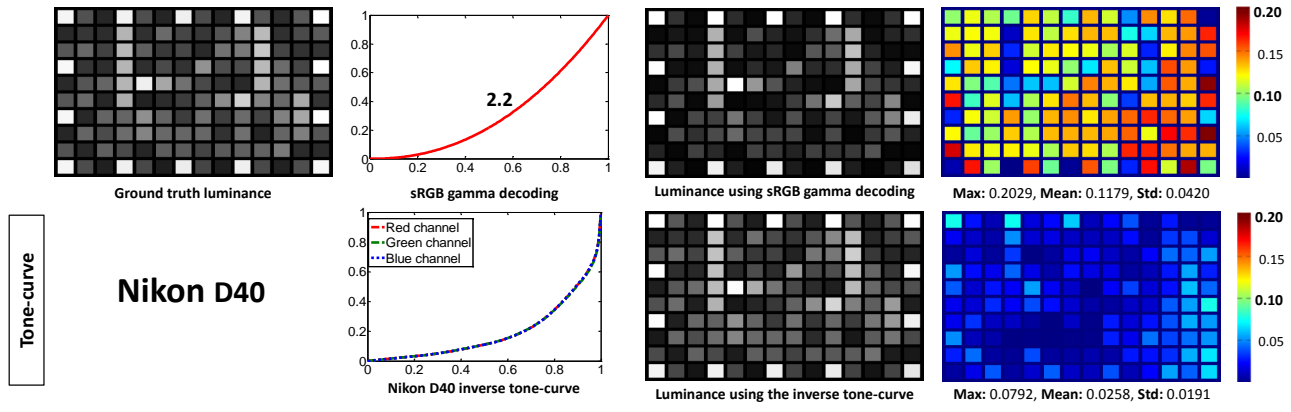 1
0.8
0.6
0.4
0.2
0
0 0.2 0.4 0.6 0.8 1
2.2
0.20
0.15
0.10
0.05
Ground truth luminance
sRGB gamma decoding
Luminance using sRGB gamma decoding
Max: 0.2029, Mean: 0.1179, Std: 0.0420
Tone-curve
Nikon D40
1
0.8
0.6
0.4
0.2
0
0 0.2 0.4 0.6 0.8 1
Red channel
Green channel
Blue channel
0.20
0.15
0.10
0.05
Nikon D40 inverse tone-curve
Luminance using the inverse tone-curve
Max: 0.0792, Mean: 0.0258, Std: 0.0191